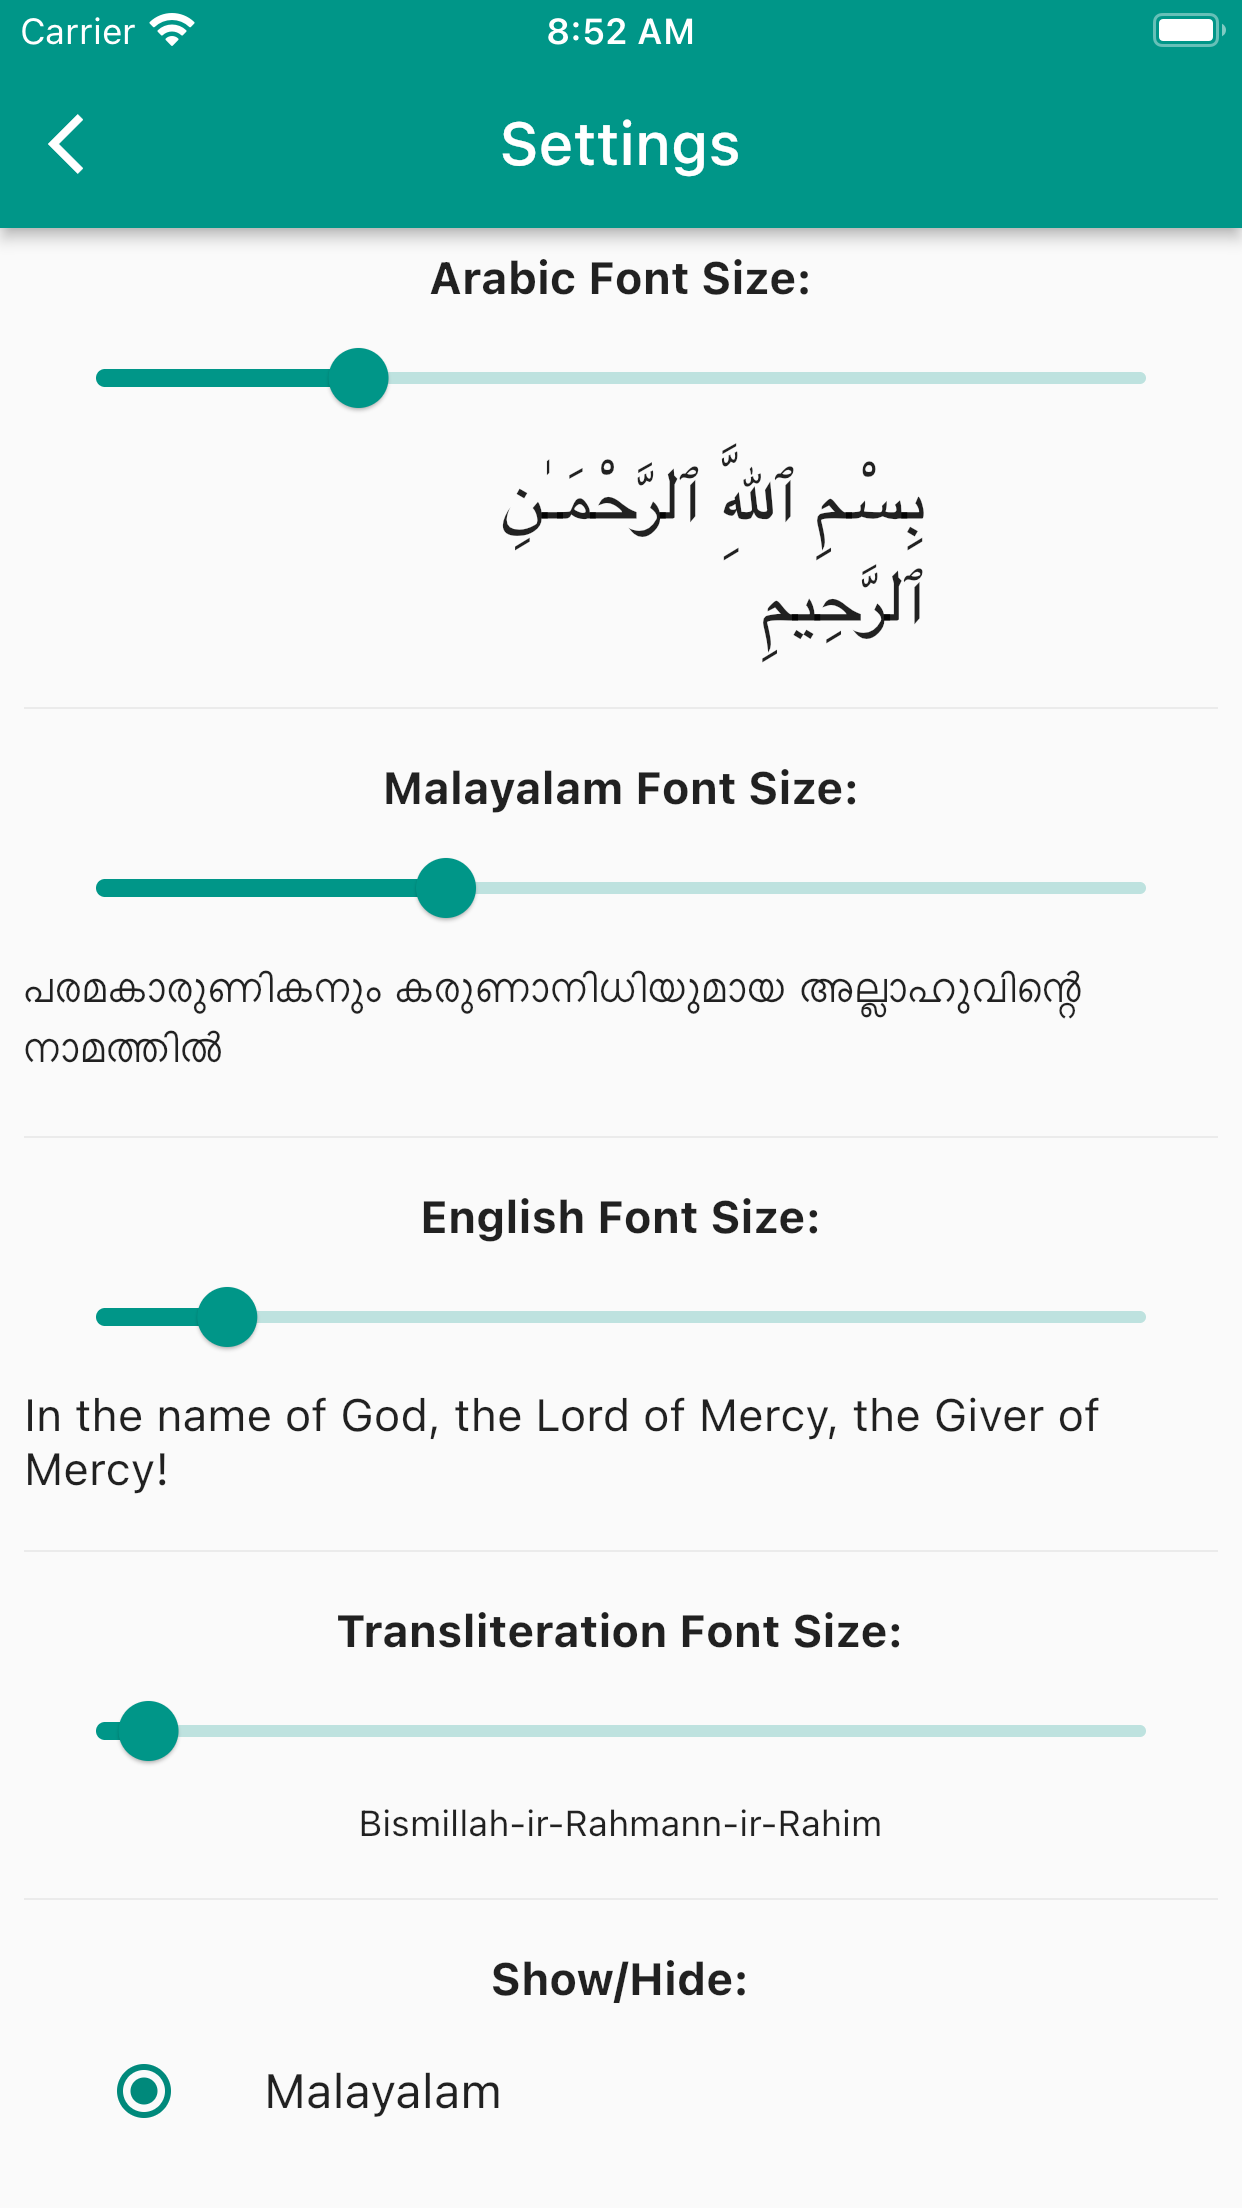 Carrier 8:52 AM
Settings
Arabic Font Size:
بِسْمِ ٱللَّهِ ٱلرَّحْمَـٰنِ
ٱلرَّحِيمِ
Malayalam Font Size:
പരമകാരുണികനും കരുണാനിധിയുമായ അല്ലാഹുവിന്റെ
നാമത്തിൽ
English Font Size:
In the name of God, the Lord of Mercy, the Giver of
Mercy!
Transliteration Font Size:
Bismillah-ir-Rahmann-ir-Rahim
Show/Hide:
Malayalam